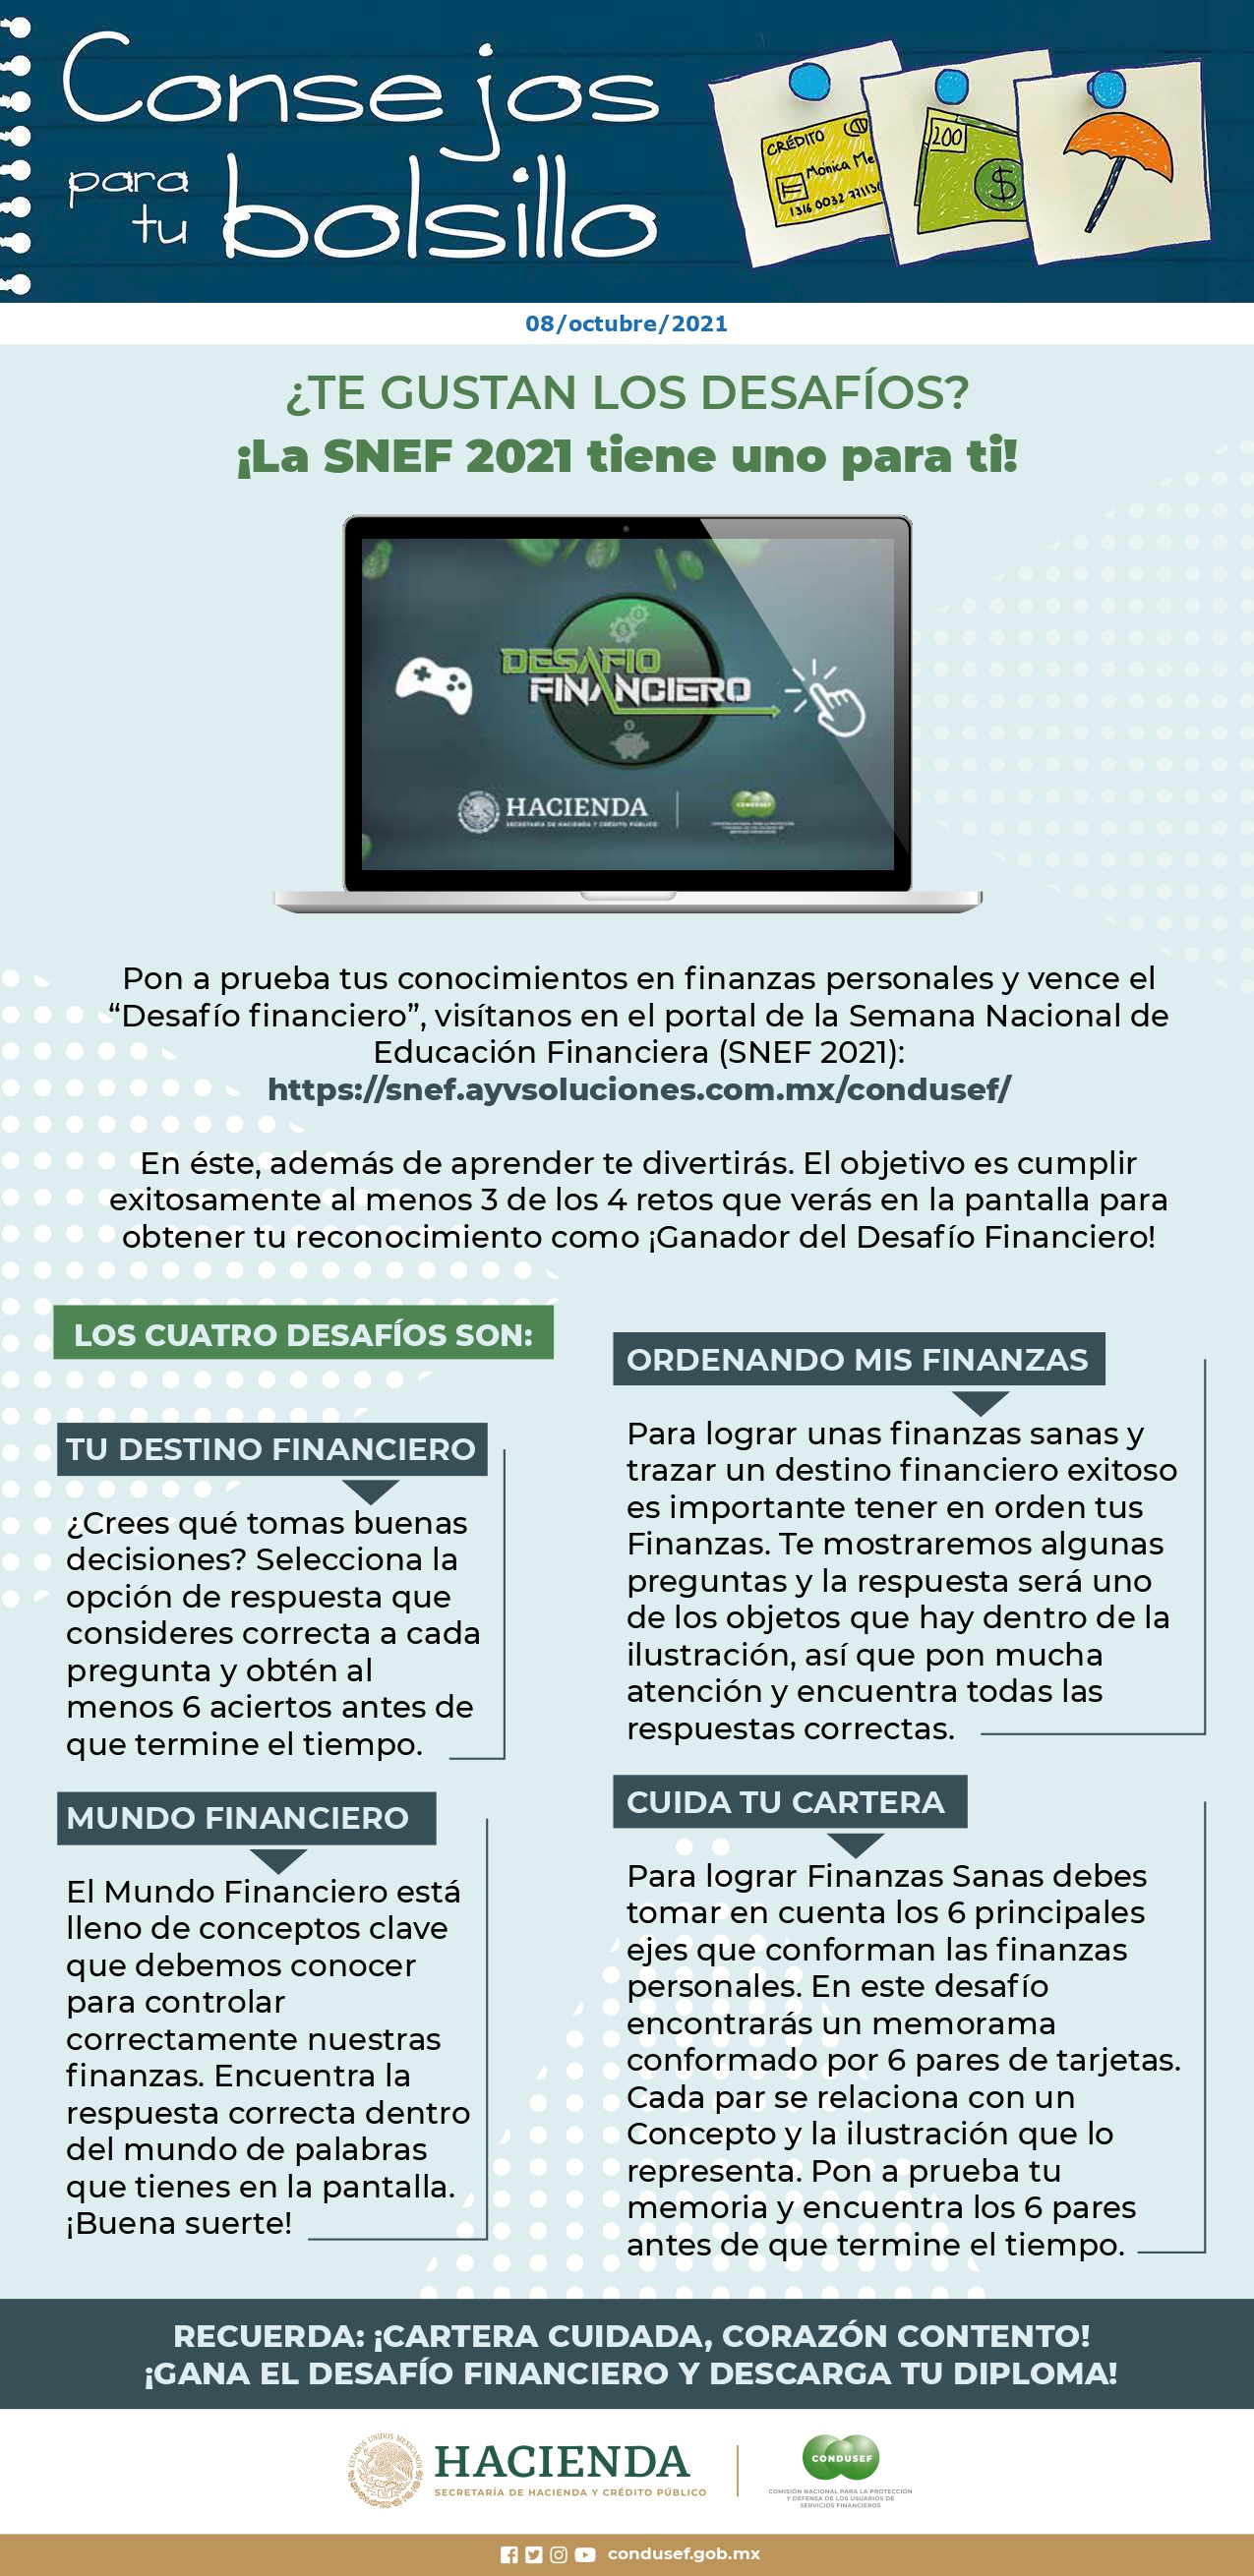 Consejos
para
tu bolsillo
CRÉDITO
Mónica Me
1316 0032
200
$
08/octubre/2021
¿TE GUSTAN LOS DESAFÍOS?
¡La SNEF 2021 tiene uno para ti!
DESAFIO
FINANCIERO
HACIENDA
SECRETARÍA DE HACIENDA Y CRÉDITO PÚBLICO
CONDUSEF
Pon a prueba tus conocimientos en finanzas personales y vence el
“Desafío financiero”, visítanos en el portal de la Semana Nacional de
Educación Financiera (SNEF 2021):
https://snef.ayvsoluciones.com.mx/condusef/
En éste, además de aprender te divertirás. El objetivo es cumplir
exitosamente al menos 3 de los 4 retos que verás en la pantalla para
obtener tu reconocimiento como ¡Ganador del Desafío Financiero!
LOS CUATRO DESAFÍOS SON:
TU DESTINO FINANCIERO
¿Crees qué tomas buenas
decisiones? Selecciona la
opción de respuesta que
consideres correcta a cada
pregunta y obtén al
menos 6 aciertos antes de
que termine el tiempo.
MUNDO FINANCIERO
El Mundo Financiero está
lleno de conceptos clave
que debemos conocer
para controlar
correctamente nuestras
finanzas. Encuentra la
respuesta correcta dentro
del mundo de palabras
que tienes en la pantalla.
¡Buena suerte!
ORDENANDO MIS FINANZAS
Para lograr unas finanzas sanas y
trazar un destino financiero exitoso
es importante tener en orden tus
Finanzas. Te mostraremos algunas
preguntas y la respuesta será uno
de los objetos que hay dentro de la
ilustración, así que pon mucha
atención y encuentra todas las
respuestas correctas.
CUIDA TU CARTERA
Para lograr Finanzas Sanas debes
tomar en cuenta los 6 principales
ejes que conforman las finanzas
personales. En este desafío
encontrarás un memorama
conformado por 6 pares de tarjetas.
Cada par se relaciona con un
Concepto y la ilustración que lo
representa. Pon a prueba tu
memoria y encuentra los 6 pares
antes de que termine el tiempo.
RECUERDA: ¡CARTERA CUIDADA, CORAZÓN CONTENTO!
¡GANA EL DESAFÍO FINANCIERO Y DESCARGA TU DIPLOMA!
ESTADOS UNIDOS MEXICANOS
HACIENDA
SECRETARÍA DE HACIENDA Y CRÉDITO PÚBLICO
CONDUSEF
COMISIÓN NACIONAL PARA LA PROTECCIÓN
Y DEFENSA DE LOS USUARIOS DE
SERVICIOS FINANCIEROS
condusef.gob.mx